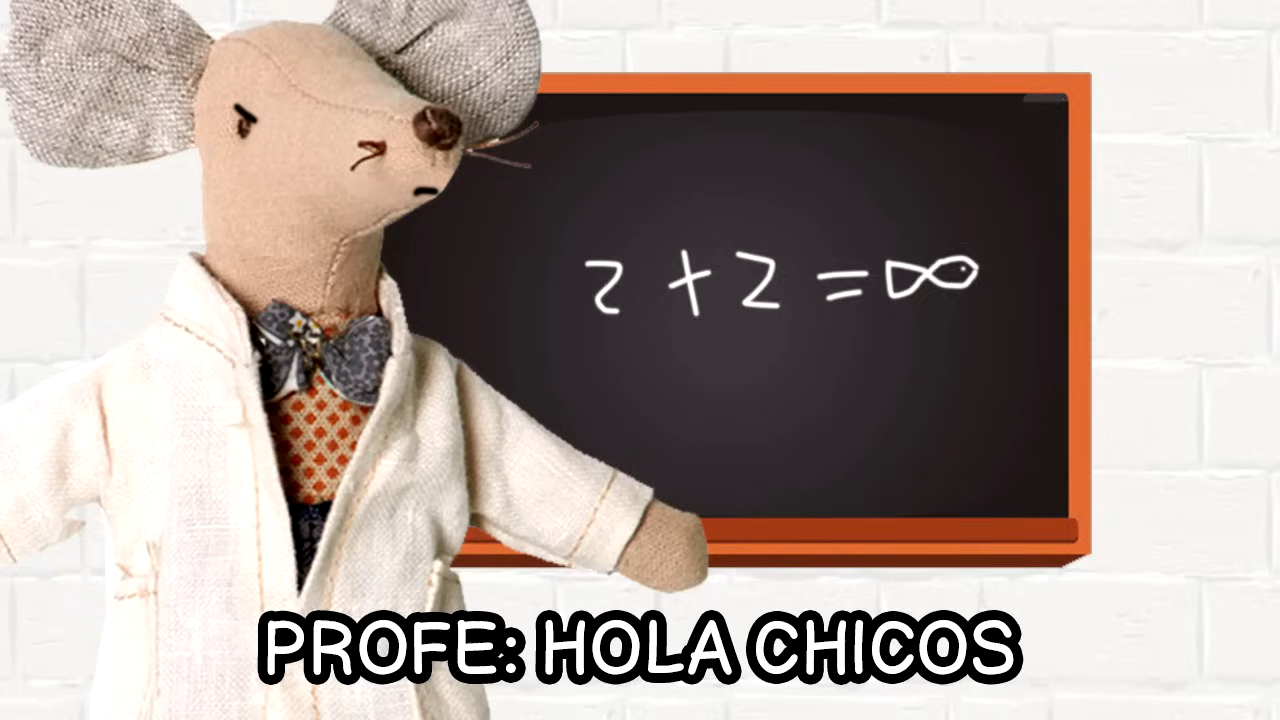 2 + 2 = ∞
PROFE: HOLA CHICOS